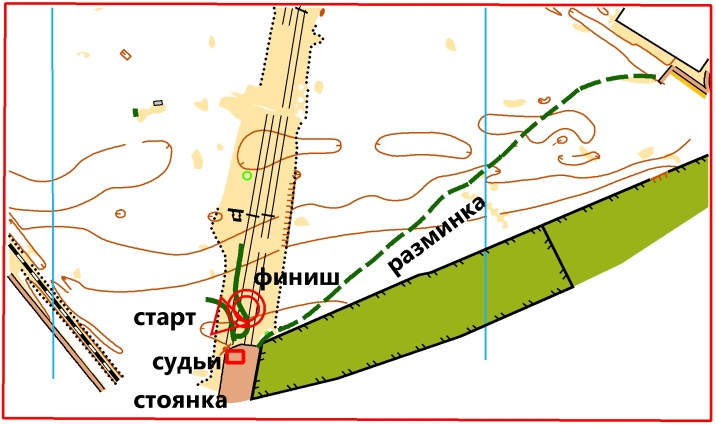 разминка
финиш
старт
судьи
стоянка